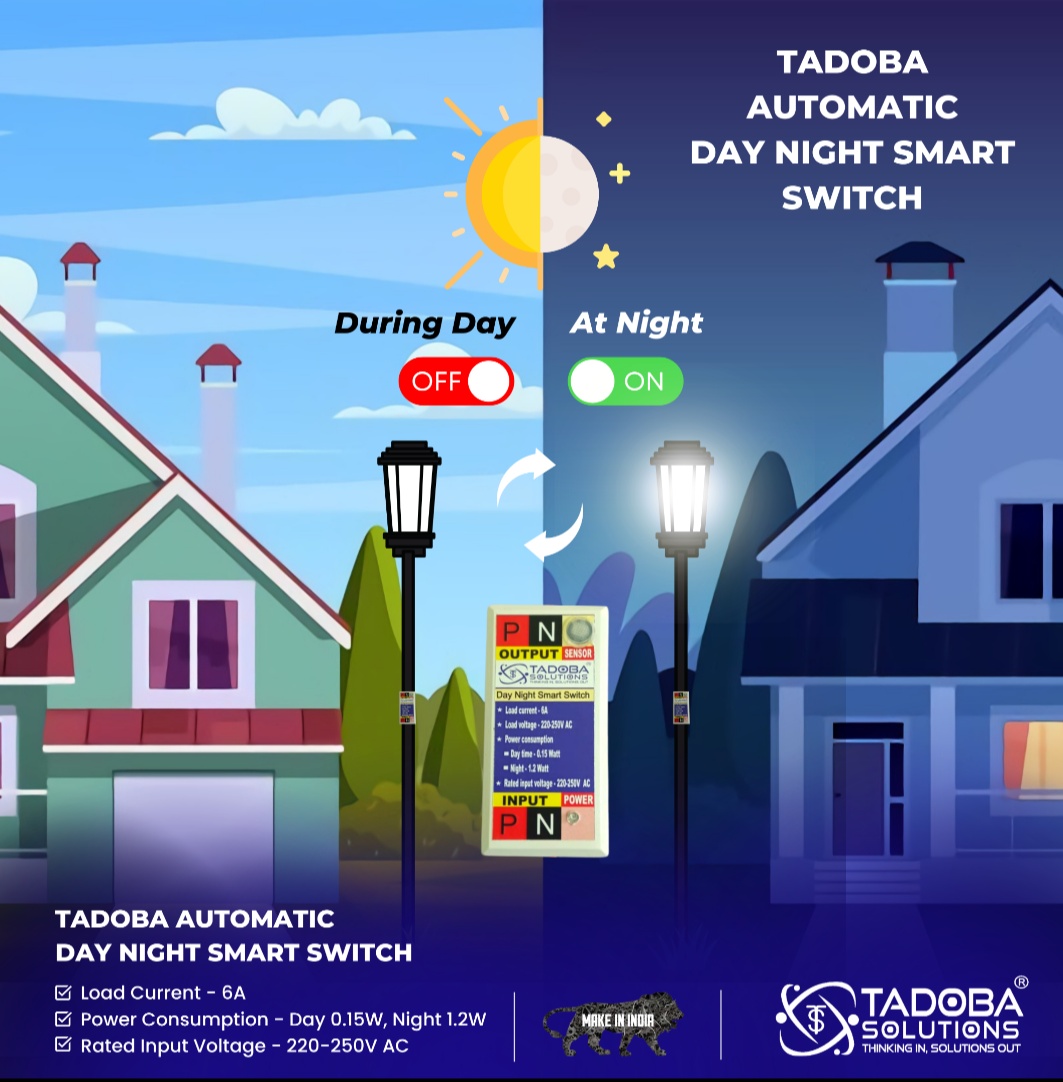 TADOBA
AUTOMATIC
DAY NIGHT SMART
SWITCH
During Day
At Night
OFF
ON
P N
OUTPUT SENSOR
TADOBA®
SOLUTIONS
THINKING IN, SOLUTIONS OUT
Day Night Smart Switch
Load current - 6A
Load voltage - 220-250V AC
Power consumption
Day time - 0.15 Watt
Night - 1.2 Watt
Rated input voltage - 220-250V AC
INPUT POWER
P N
TADOBA AUTOMATIC
DAY NIGHT SMART SWITCH
Load Current - 6A
Power Consumption - Day 0.15W, Night 1.2W
Rated Input Voltage - 220-250V AC
MAKE IN INDIA
TADOBA®
SOLUTIONS
THINKING IN, SOLUTIONS OUT